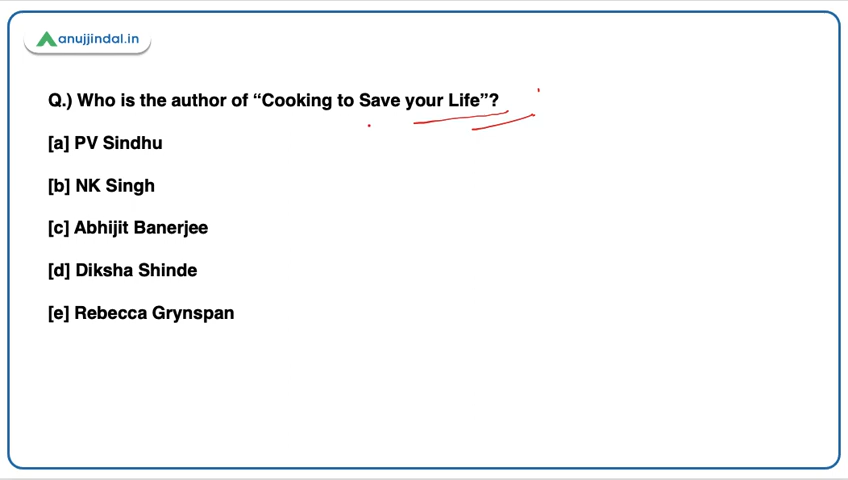 anujjindal.in
Q.) Who is the author of “Cooking to Save your Life”?
[a] PV Sindhu
[b] NK Singh
[c] Abhijit Banerjee
[d] Diksha Shinde
[e] Rebecca Grynspan